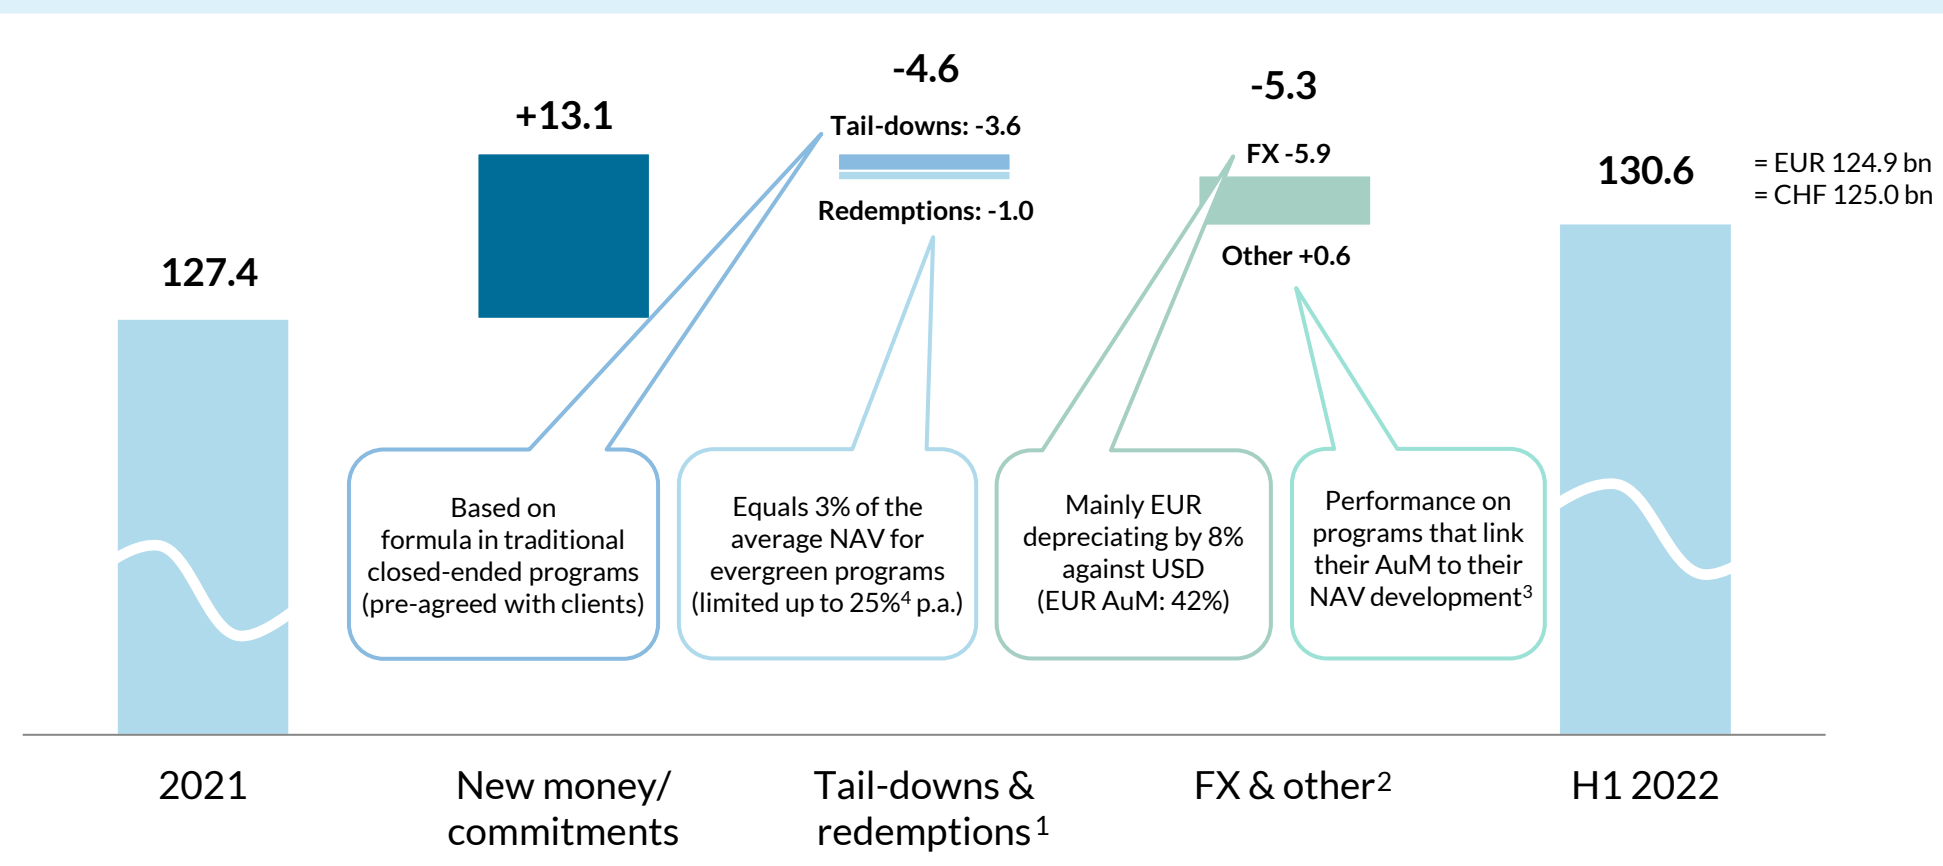 -4.6
+13.1
-5.3
Tail-downs: -3.6
FX -5.9
130.6
= EUR 124.9 bn
= CHF 125.0 bn
Redemptions: -1.0
Other +0.6
127.4
Based on
formula in traditional
closed-ended programs
(pre-agreed with clients)
Equals 3% of the
average NAV for
evergreen programs
(limited up to 25%⁴ p.a.)
Mainly EUR
depreciating by 8%
against USD
(EUR AuM: 42%)
Performance on
programs that link
their AuM to their
NAV development³
2021
New money/
commitments
Tail-downs &
redemptions¹
FX & other²
H1 2022